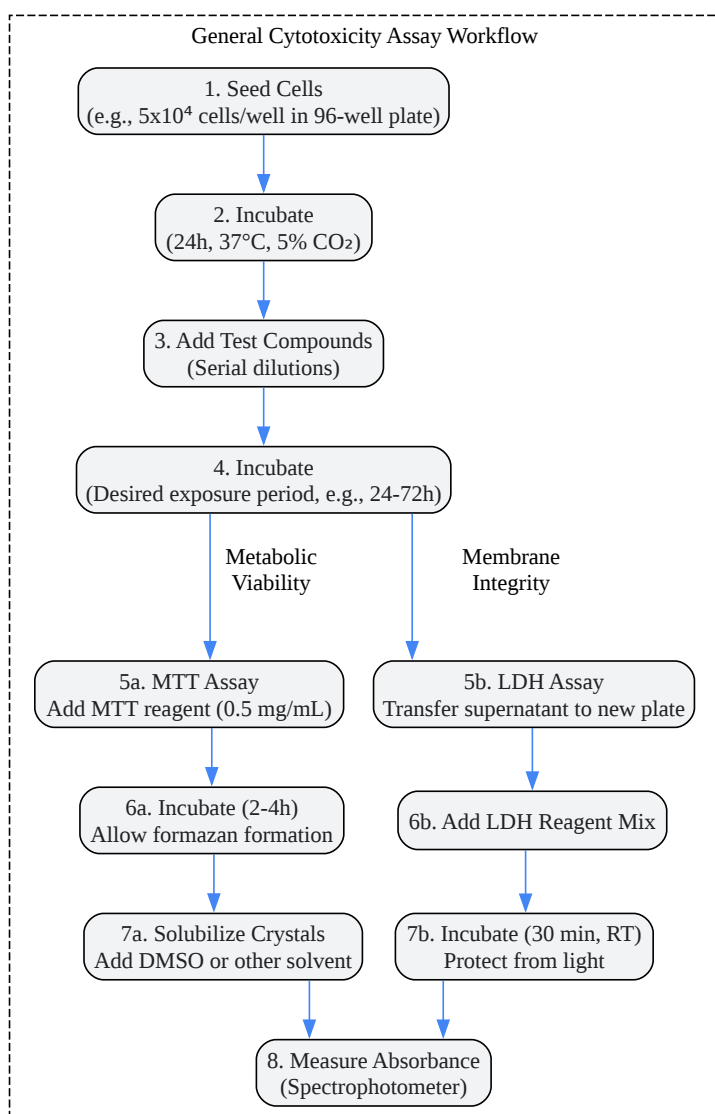 General Cytotoxicity Assay Workflow
1. Seed Cells
(e.g., 5x10⁴ cells/well in 96-well plate)
2. Incubate
(24h, 37°C, 5% CO₂)
3. Add Test Compounds
(Serial dilutions)
4. Incubate
(Desired exposure period, e.g., 24-72h)
Metabolic
Viability
Membrane
Integrity
5a. MTT Assay
Add MTT reagent (0.5 mg/mL)
5b. LDH Assay
Transfer supernatant to new plate
6a. Incubate (2-4h)
Allow formazan formation
6b. Add LDH Reagent Mix
7a. Solubilize Crystals
Add DMSO or other solvent
7b. Incubate (30 min, RT)
Protect from light
8. Measure Absorbance
(Spectrophotometer)